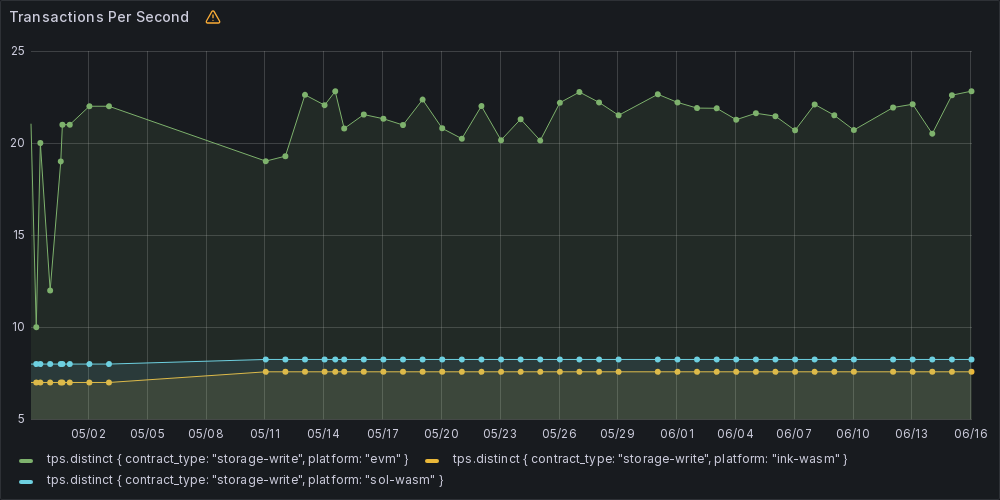 Transactions Per Second
25
20
15
10
5
05/02 05/05 05/08 05/11 05/14 05/17 05/20 05/23 05/26 05/29 06/01 06/04 06/07 06/10 06/13 06/16
tps.distinct { contract_type: "storage-write", platform: "evm" } tps.distinct { contract_type: "storage-write", platform: "ink-wasm" }
tps.distinct { contract_type: "storage-write", platform: "sol-wasm" }